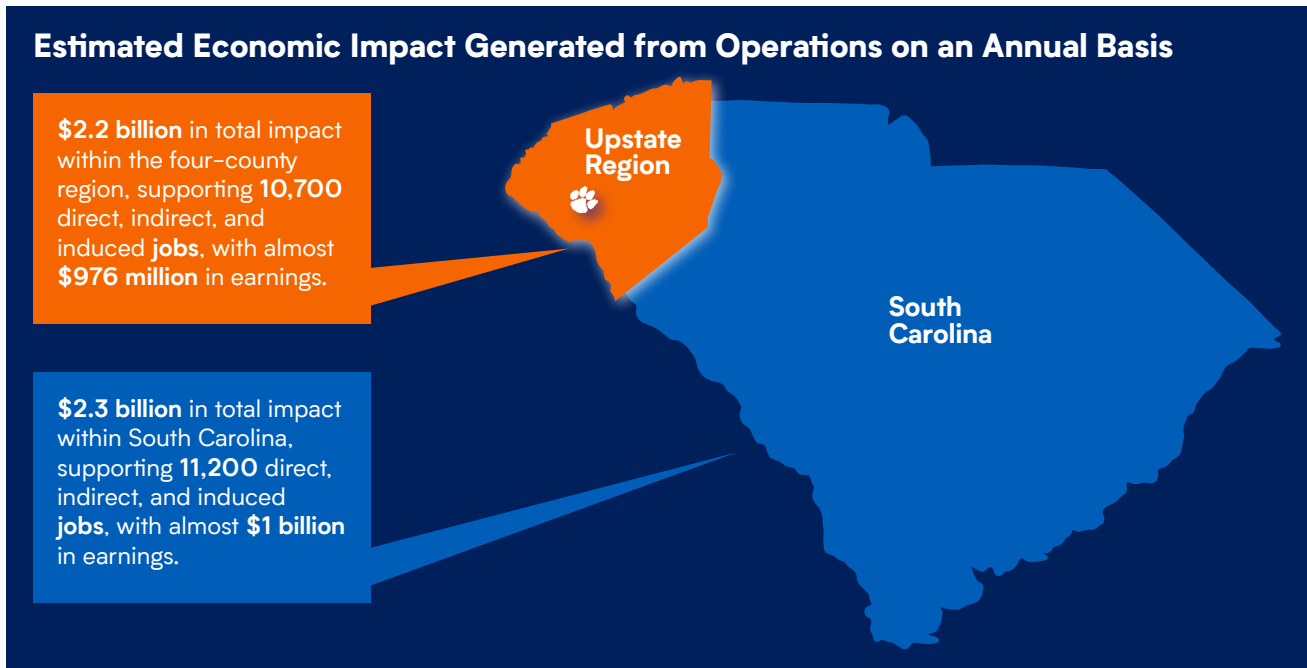 Estimated Economic Impact Generated from Operations on an Annual Basis
$2.2 billion in total impact
within the four-county
region, supporting 10,700
direct, indirect, and
induced jobs, with almost
$976 million in earnings.
Upstate
Region
South
Carolina
$2.3 billion in total impact
within South Carolina,
supporting 11,200 direct,
indirect, and induced
jobs, with almost $1 billion
in earnings.